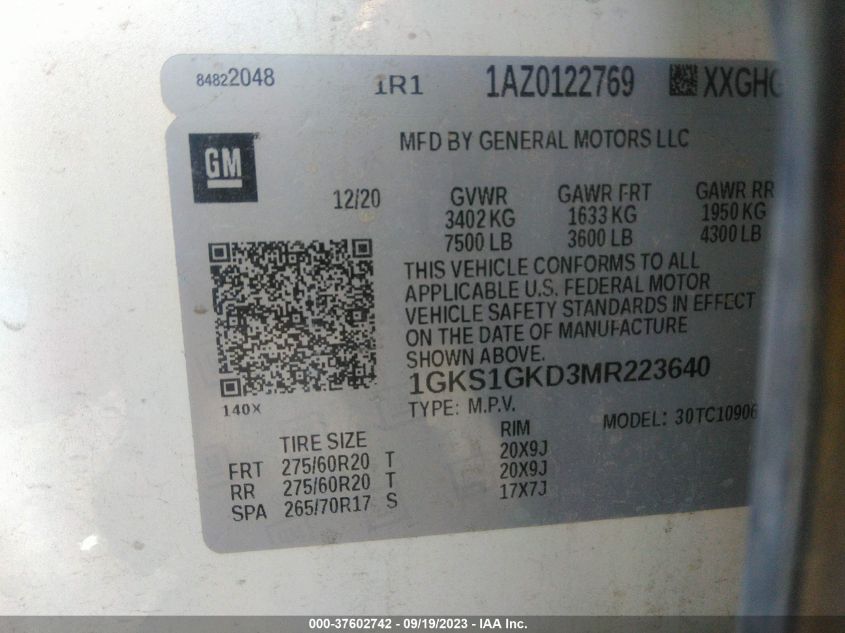 84822048 1R1 1AZ0122769 XXGHC
GM
MFD BY GENERAL MOTORS LLC
12/20 GVWR GAWR FRT GAWR RR
3402 KG 1633 KG 1950 KG
7500 LB 3600 LB 4300 LB
THIS VEHICLE CONFORMS TO ALL
APPLICABLE U.S. FEDERAL MOTOR
VEHICLE SAFETY STANDARDS IN EFFECT
ON THE DATE OF MANUFACTURE
SHOWN ABOVE.
1GKS1GKD3MR223640
140X
TYPE: M.P.V. MODEL: 30TC10906
TIRE SIZE RIM
FRT 275/60R20 T 20X9J
RR 275/60R20 T 20X9J
SPA 265/70R17 S 17X7J
000-37602742 - 09/19/2023 - IAA Inc.